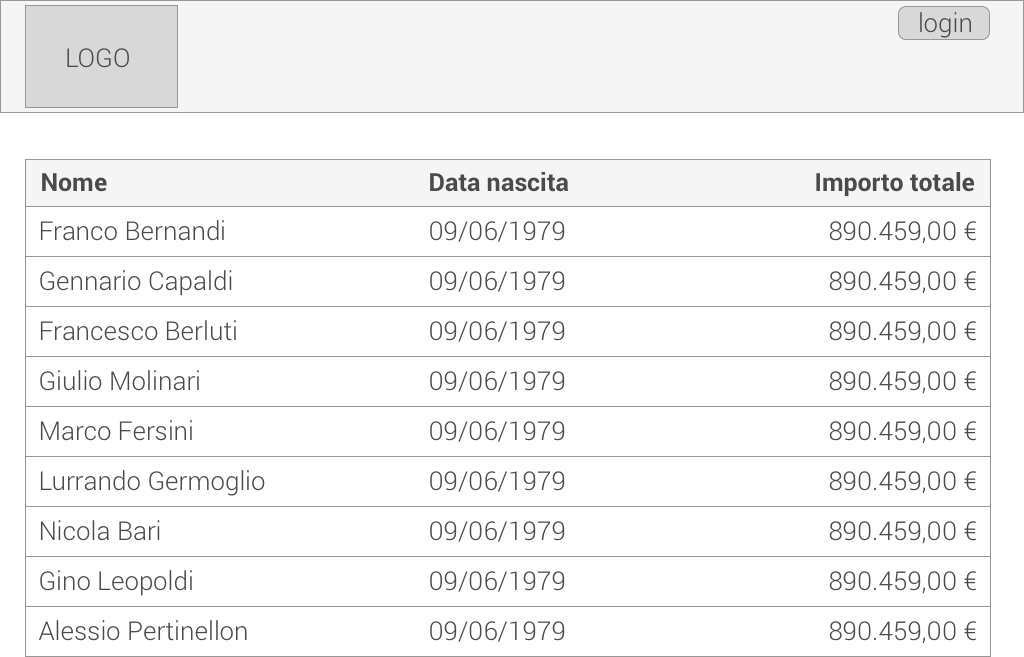 LOGO
login
Nome Data nascita Importo totale
Franco Bernandi 09/06/1979 890.459,00 €
Gennario Capaldi 09/06/1979 890.459,00 €
Francesco Berluti 09/06/1979 890.459,00 €
Giulio Molinari 09/06/1979 890.459,00 €
Marco Fersini 09/06/1979 890.459,00 €
Lurrando Germoglio 09/06/1979 890.459,00 €
Nicola Bari 09/06/1979 890.459,00 €
Gino Leopoldi 09/06/1979 890.459,00 €
Alessio Pertinellon 09/06/1979 890.459,00 €